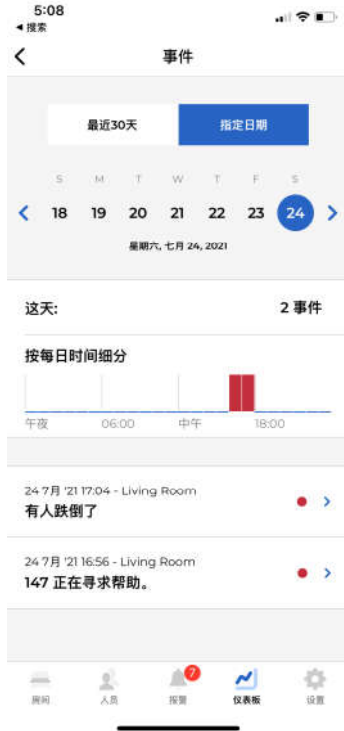 5:08
◀ 搜索
事件
最近30天
指定日期
S M T W T F S
18 19 20 21 22 23 24
星期六, 七月 24, 2021
这天:
2 事件
按每日时间细分
午夜 06:00 中午 18:00
24 7月 '21 17:04 - Living Room
有人跌倒了
24 7月 '21 16:56 - Living Room
147 正在寻求帮助。
7
房间 人员 报警 仪表板 设置